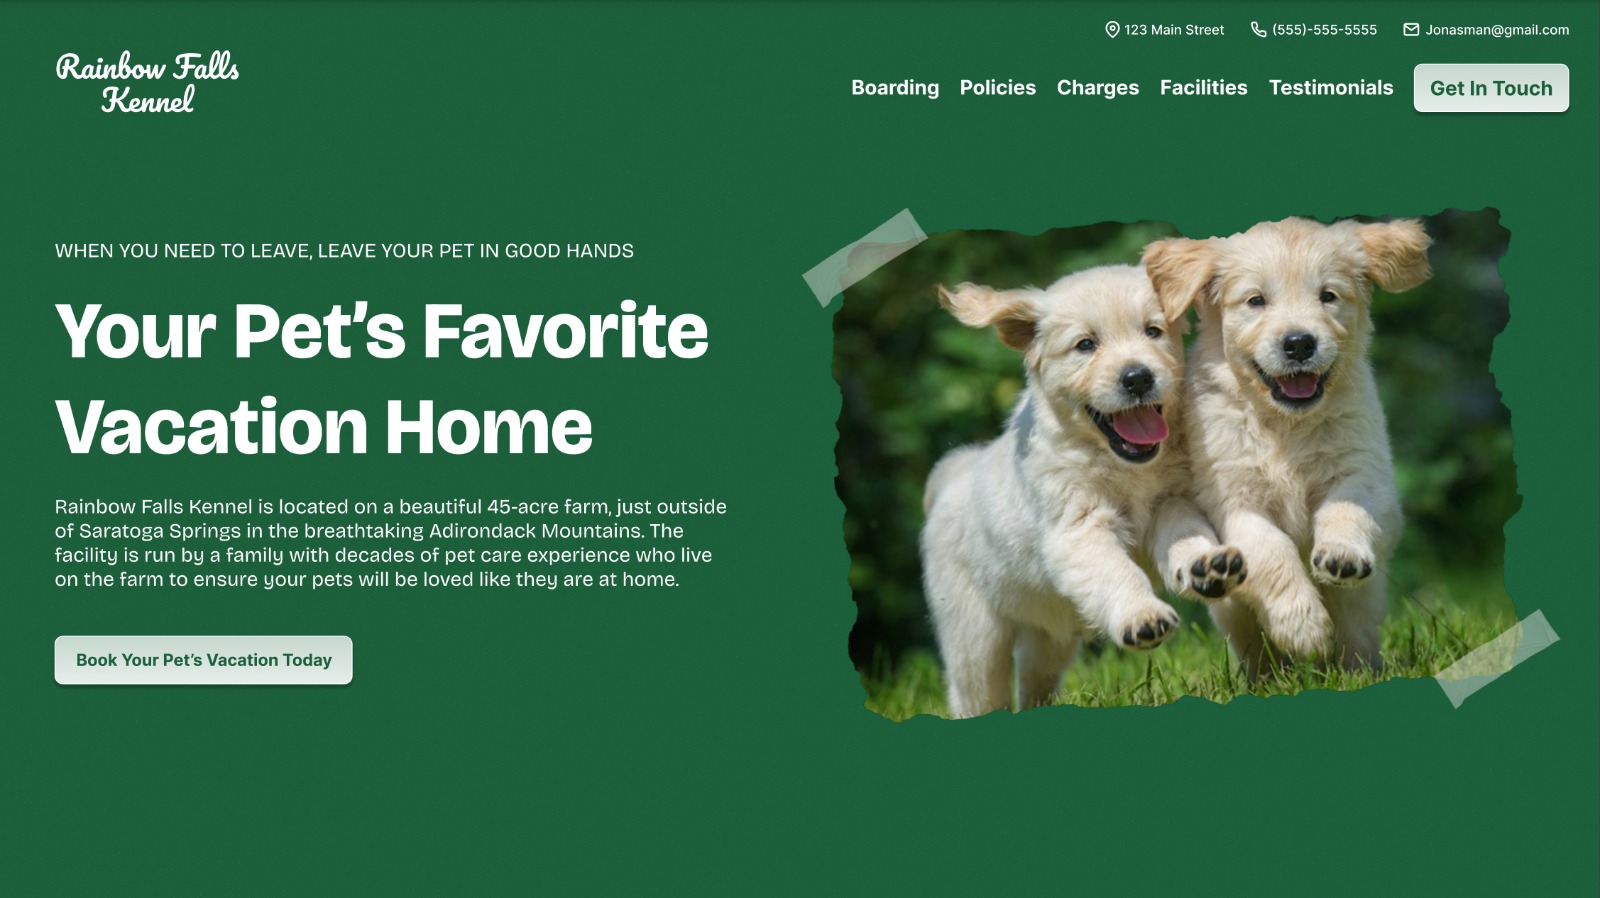 123 Main Street
(555)-555-5555
Jonasman@gmail.com
Rainbow Falls
Kennel
Boarding
Policies
Charges
Facilities
Testimonials
Get In Touch
WHEN YOU NEED TO LEAVE, LEAVE YOUR PET IN GOOD HANDS
Your Pet’s Favorite
Vacation Home
Rainbow Falls Kennel is located on a beautiful 45-acre farm, just outside
of Saratoga Springs in the breathtaking Adirondack Mountains. The
facility is run by a family with decades of pet care experience who live
on the farm to ensure your pets will be loved like they are at home.
Book Your Pet’s Vacation Today